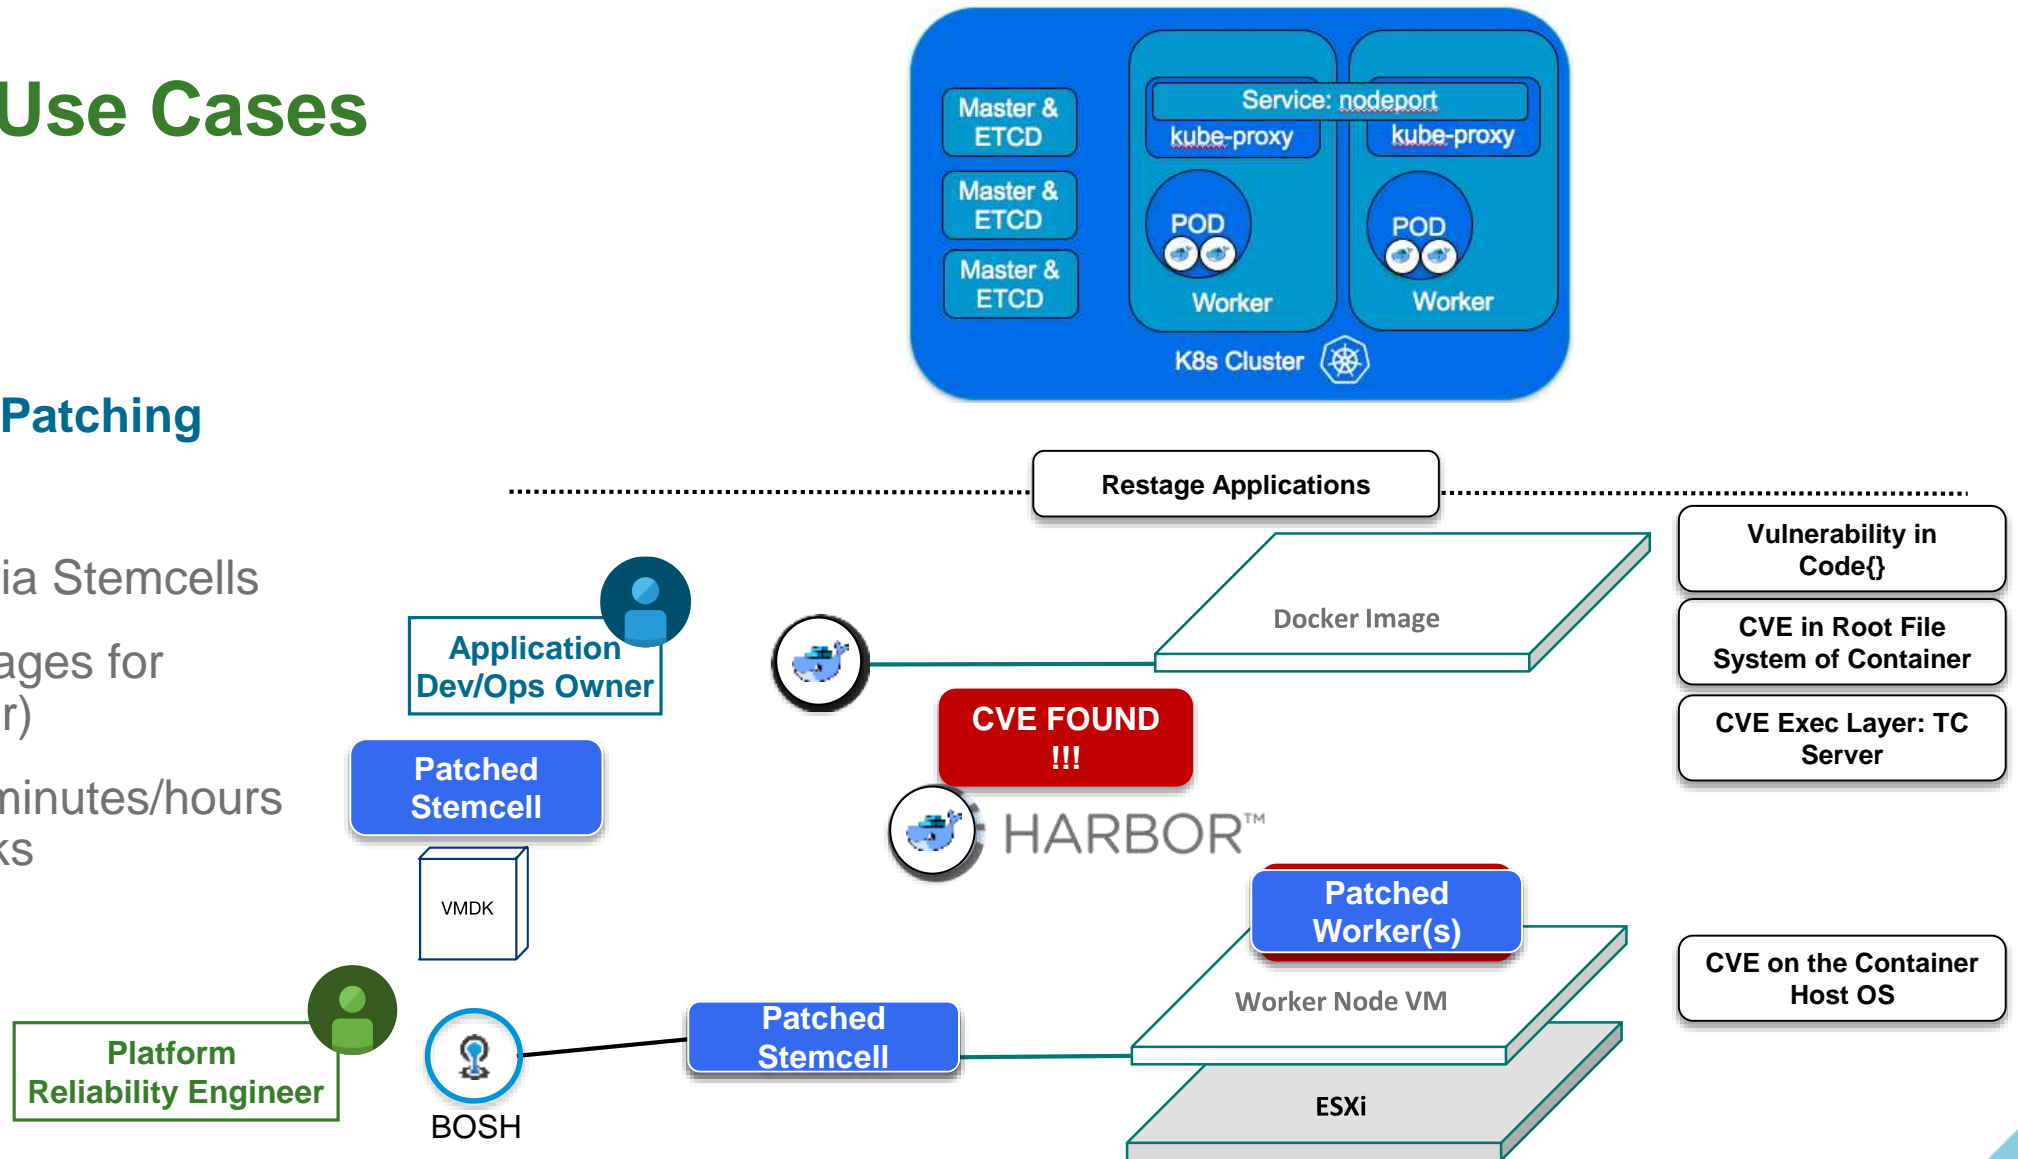 Use Cases
Master &
ETCD
Master &
ETCD
Master &
ETCD
Service: nodeport
kube-proxy
kube-proxy
POD
POD
Worker
Worker
K8s Cluster
Patching
Stemcells
for
minutes/hours
Restage Applications
Application
Dev/Ops Owner
Docker Image
Vulnerability in
Code{}
CVE in Root File
System of Container
CVE Exec Layer: TC
Server
CVE FOUND
!!!
Patched
Stemcell
HARBOR™
VMDK
Patched
Worker(s)
Worker Node VM
CVE on the Container
Host OS
Platform
Reliability Engineer
BOSH
Patched
Stemcell
ESXi